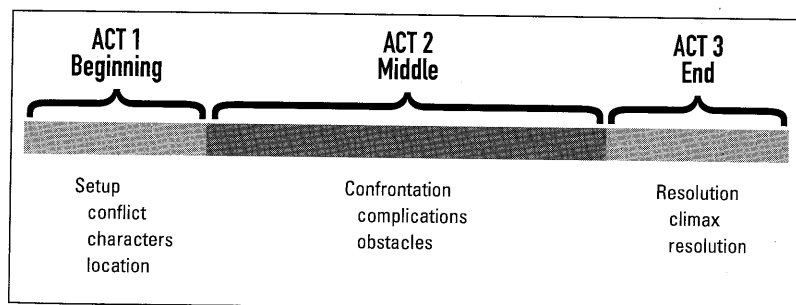 ACT 1
Beginning
ACT 2
Middle
ACT 3
End
Setup
conflict
characters
location
Confrontation
complications
obstacles
Resolution
climax
resolution